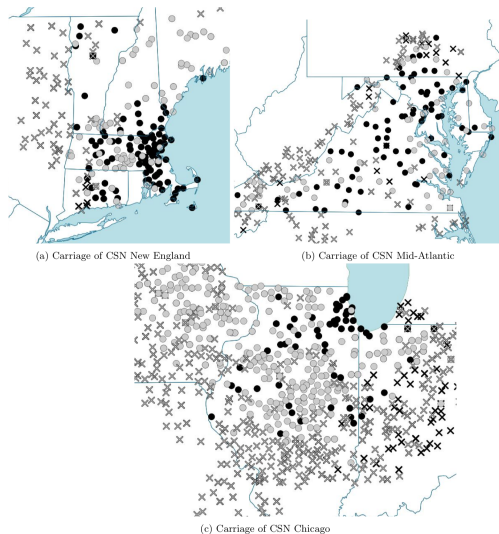 (a) Carriage of CSN New England
(b) Carriage of CSN Mid-Atlantic
(c) Carriage of CSN Chicago